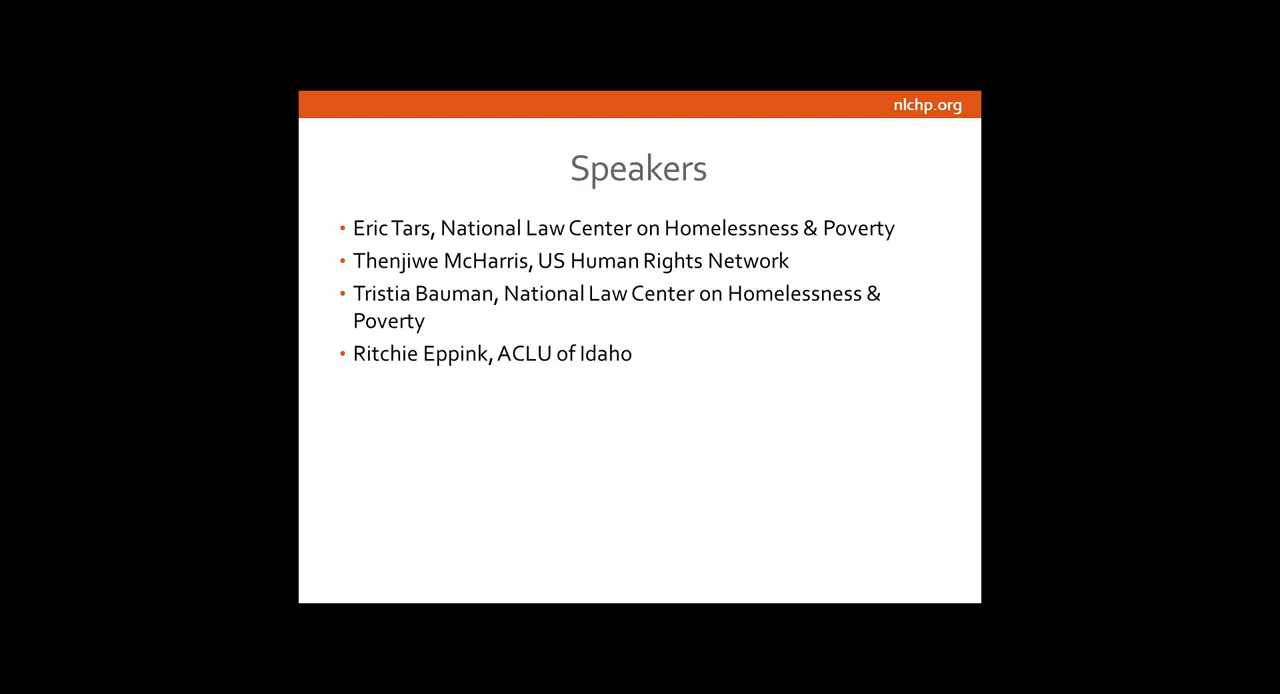 nlchp.org
Speakers
• Eric Tars, National Law Center on Homelessness & Poverty
• Thenjiwe McHarris, US Human Rights Network
• Tristia Bauman, National Law Center on Homelessness &
Poverty
• Ritchie Eppink, ACLU of Idaho